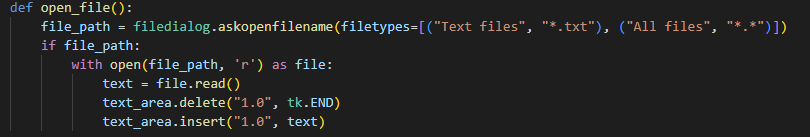 def open_file():
    file_path = filedialog.askopenfilename(filetypes=[("Text files", "*.txt"), ("All files", "*.*")])
    if file_path:
        with open(file_path, 'r') as file:
            text = file.read()
            text_area.delete("1.0", tk.END)
            text_area.insert("1.0", text)